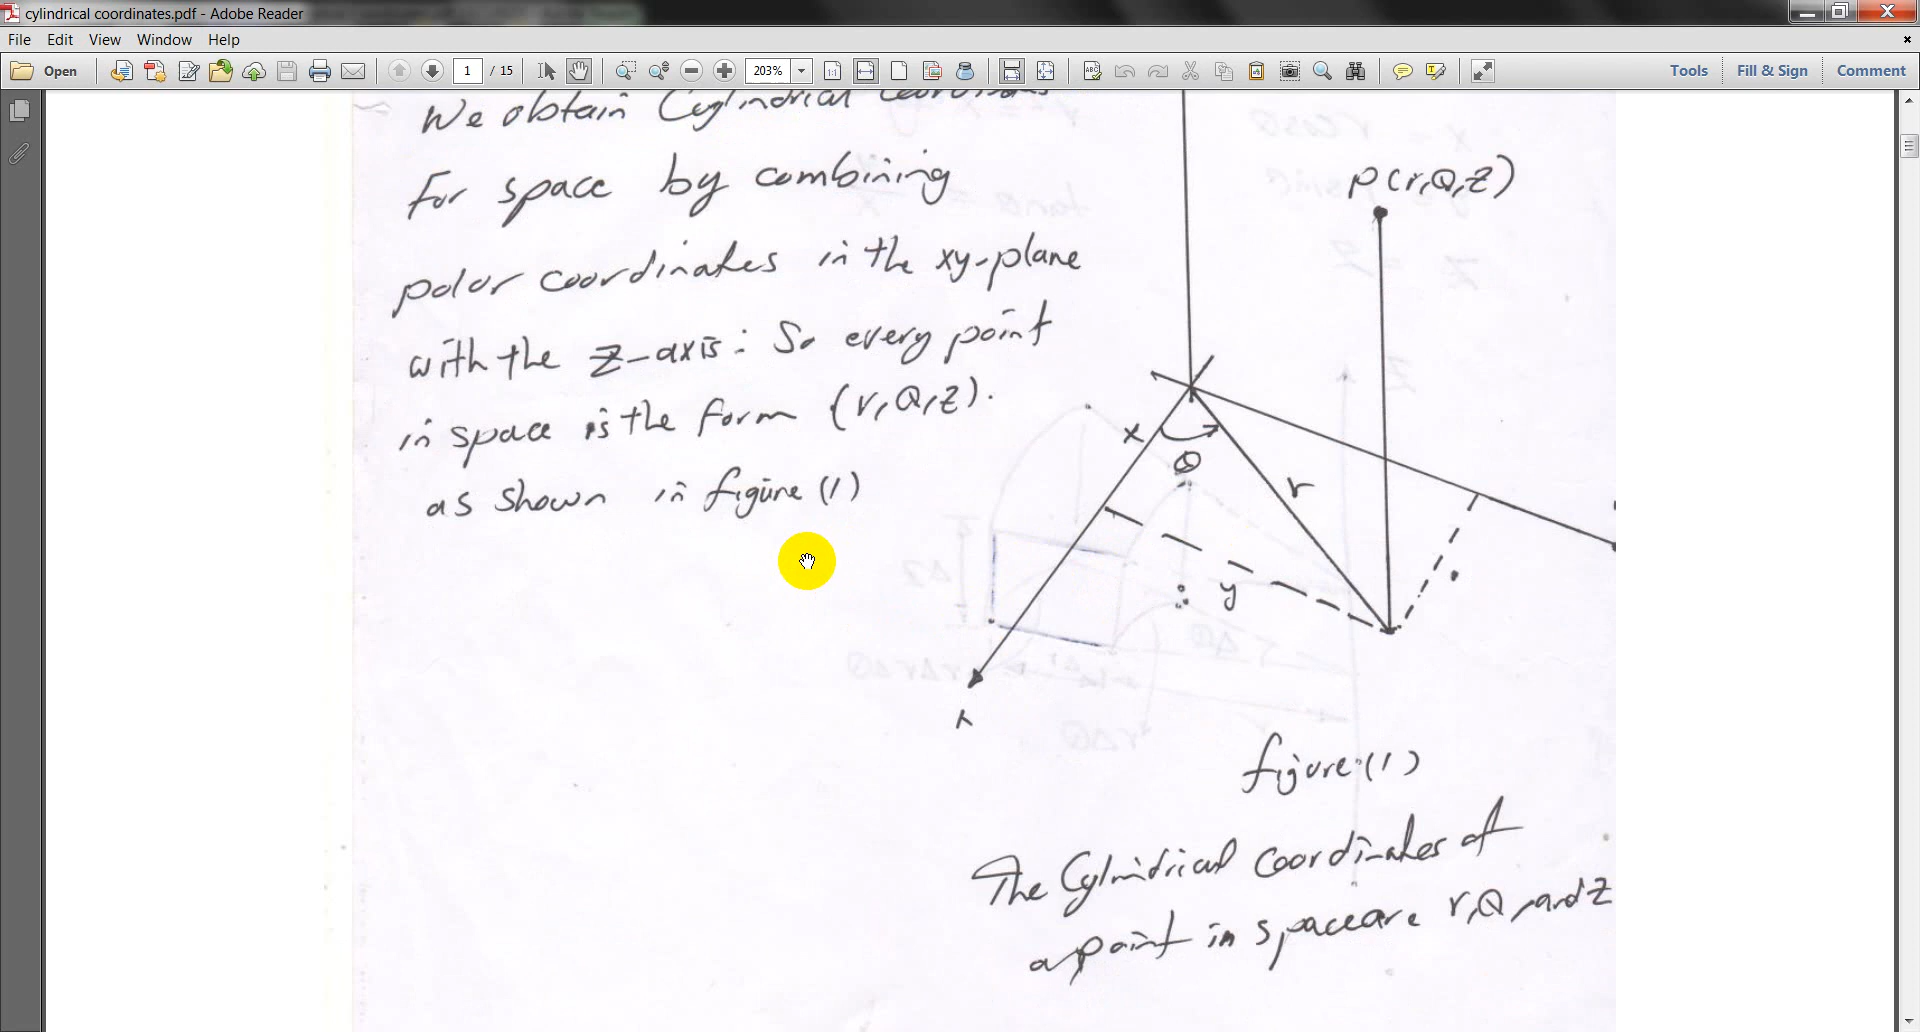 cylindrical coordinates.pdf - Adobe Reader
File Edit View Window Help
Open 1 / 15 203% Tools Fill & Sign Comment
We obtain Cylindrical
For space by combining
polar coordinates in the xy-plane
with the z-axis: So every point
in space is the form (r,θ,z).
as shown in figure (1)
P(r,θ,z)
x
θ
r
y
figure (1)
The Cylindrical coordinates of
a point in space are r,θ, and z